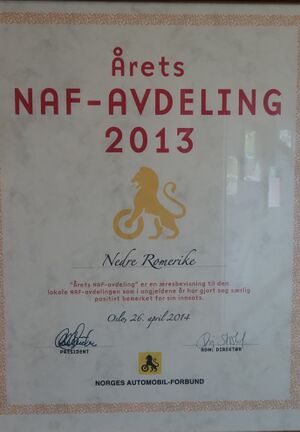 Årets
NAF-AVDELING
2013
Nedre Romerike
"Årets NAF-avdeling" er en æresbevisning til den
lokale NAF-avdelingen som i angjeldene år har gjort seg særlig
positivt bemerket for sin innsats.
Oslo, 26. april 2014
PRESIDENT
ADM. DIREKTØR
NORGES AUTOMOBIL-FORBUND